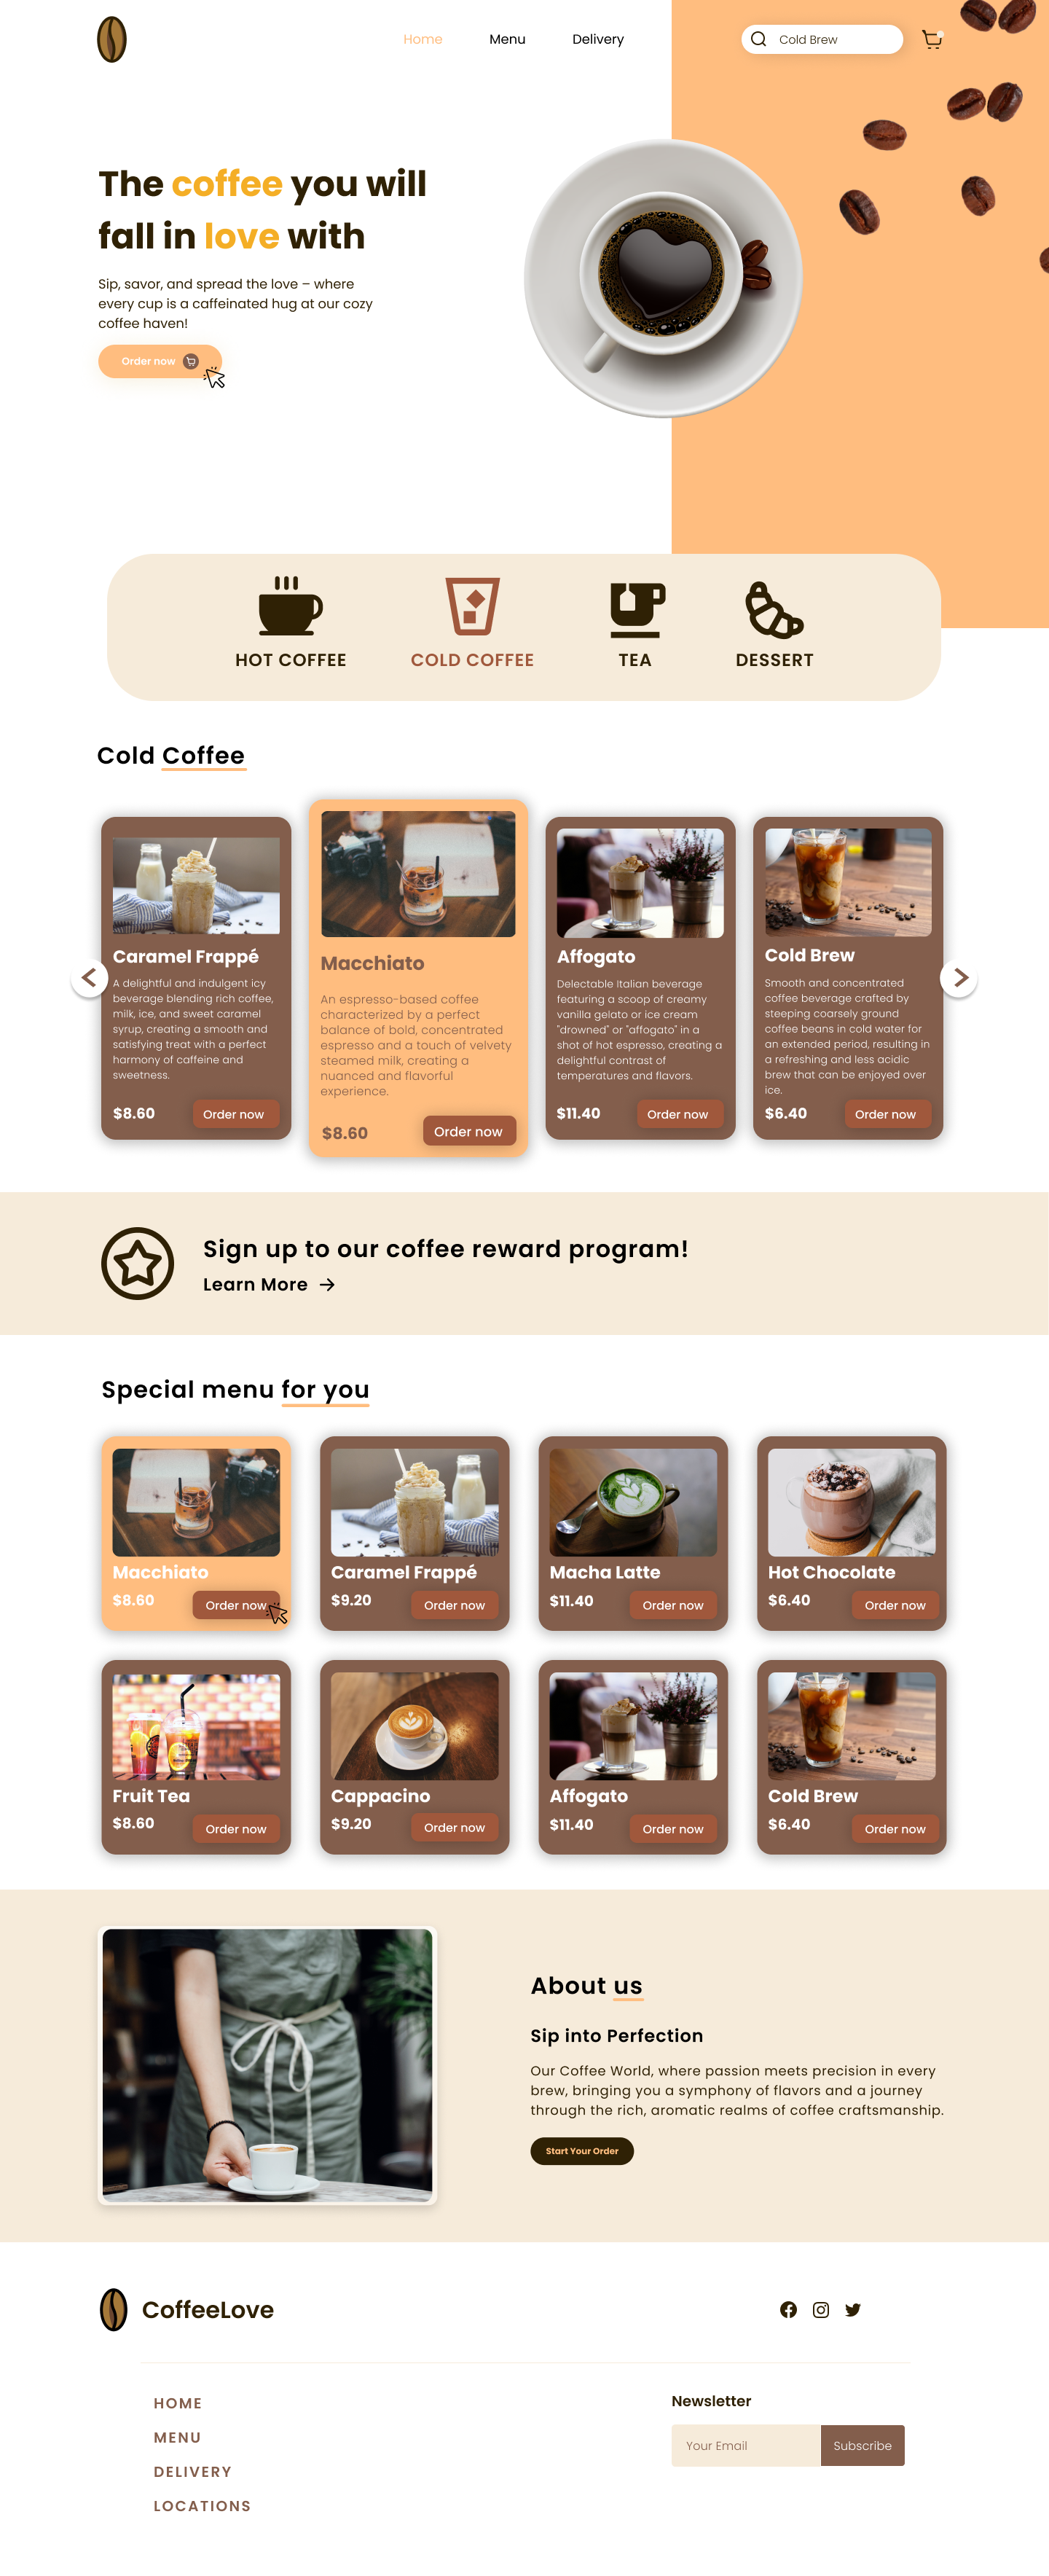 Home Menu Delivery Cold Brew
The coffee you will
fall in love with
Sip, savor, and spread the love – where
every cup is a caffeinated hug at our cozy
coffee haven!
Order now
HOT COFFEE COLD COFFEE TEA DESSERT
Cold Coffee
Caramel Frappé
A delightful and indulgent icy
beverage blending rich coffee,
milk, ice, and sweet caramel
syrup, creating a smooth and
satisfying treat with a perfect
harmony of caffeine and
sweetness.
$8.60 Order now
Macchiato
An espresso-based coffee
characterized by a perfect
balance of bold, concentrated
espresso and a touch of velvety
steamed milk, creating a
nuanced and flavorful
experience.
$8.60 Order now
Affogato
Delectable Italian beverage
featuring a scoop of creamy
vanilla gelato or ice cream
"drowned" or "affogato" in a
shot of hot espresso, creating a
delightful contrast of
temperatures and flavors.
$11.40 Order now
Cold Brew
Smooth and concentrated
coffee beverage crafted by
steeping coarsely ground
coffee beans in cold water for
an extended period, resulting in
a refreshing and less acidic
brew that can be enjoyed over
ice.
$6.40 Order now
Sign up to our coffee reward program!
Learn More
Special menu for you
Macchiato
$8.60 Order now
Caramel Frappé
$9.20 Order now
Macha Latte
$11.40 Order now
Hot Chocolate
$6.40 Order now
Fruit Tea
$8.60 Order now
Cappacino
$9.20 Order now
Affogato
$11.40 Order now
Cold Brew
$6.40 Order now
About us
Sip into Perfection
Our Coffee World, where passion meets precision in every
brew, bringing you a symphony of flavors and a journey
through the rich, aromatic realms of coffee craftsmanship.
Start Your Order
CoffeeLove
HOME
MENU
DELIVERY
LOCATIONS
Newsletter
Your Email Subscribe